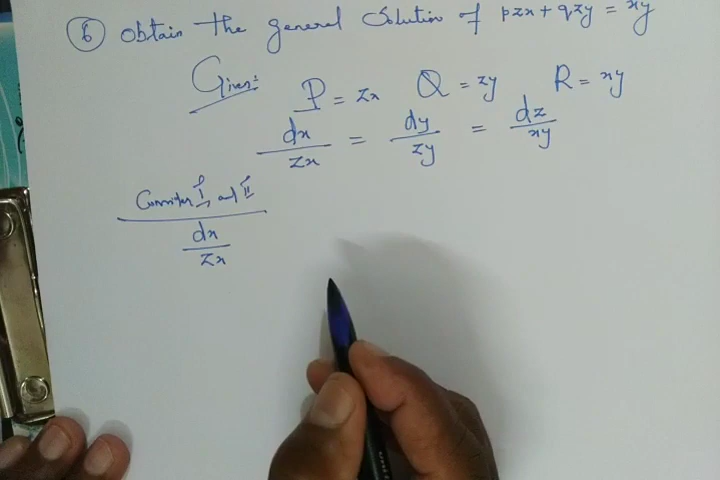 6 Obtain the general Solution of pzx + qzy = xy
Given:
P = zx Q = zy R = xy
dx/zx = dy/zy = dz/xy
Consider I and II
dx/zx